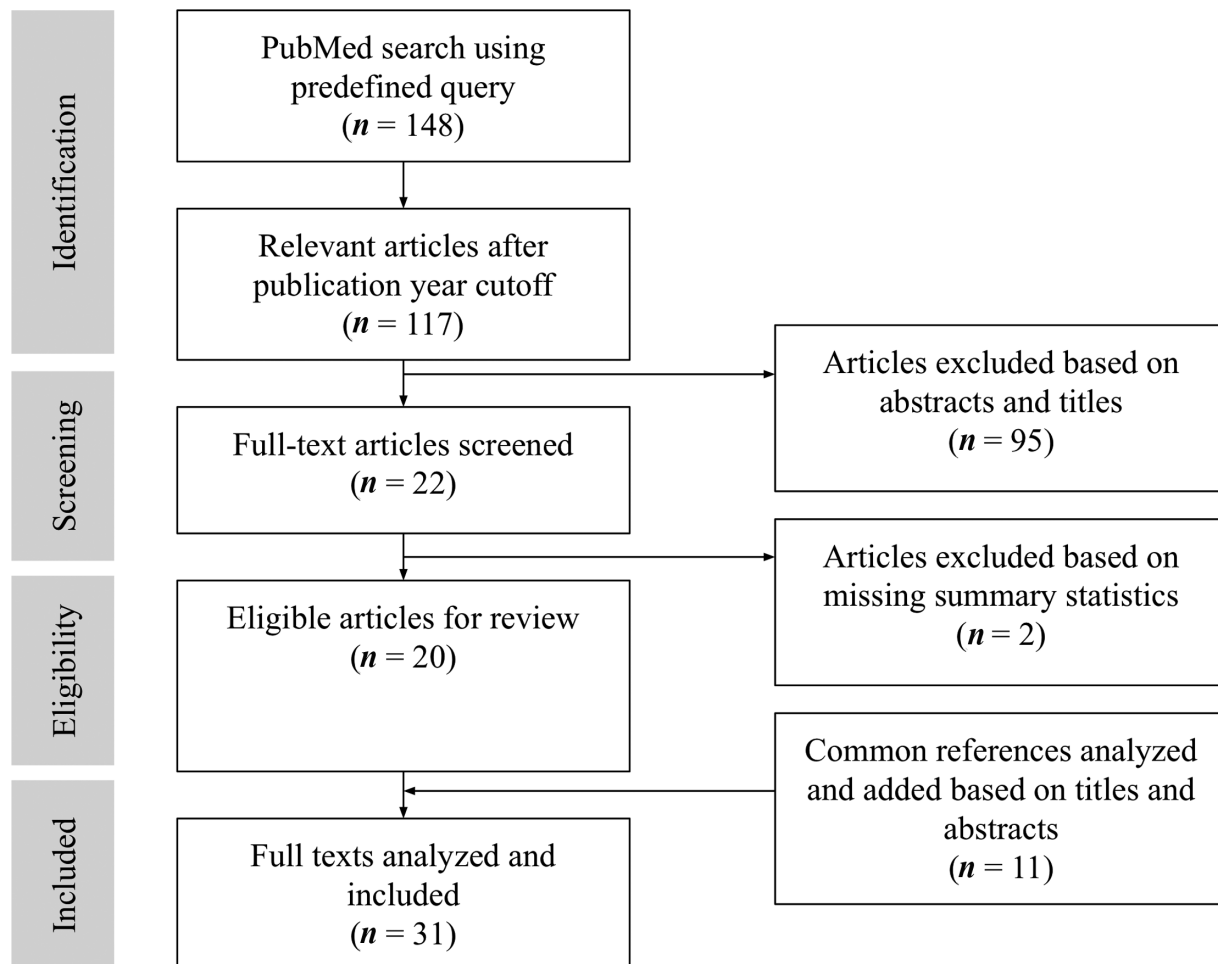 Identification
PubMed search using
predefined query
(n = 148)
Relevant articles after
publication year cutoff
(n = 117)
Articles excluded based on
abstracts and titles
(n = 95)
Screening
Full-text articles screened
(n = 22)
Articles excluded based on
missing summary statistics
(n = 2)
Eligibility
Eligible articles for review
(n = 20)
Common references analyzed
and added based on titles and
abstracts
(n = 11)
Included
Full texts analyzed and
included
(n = 31)